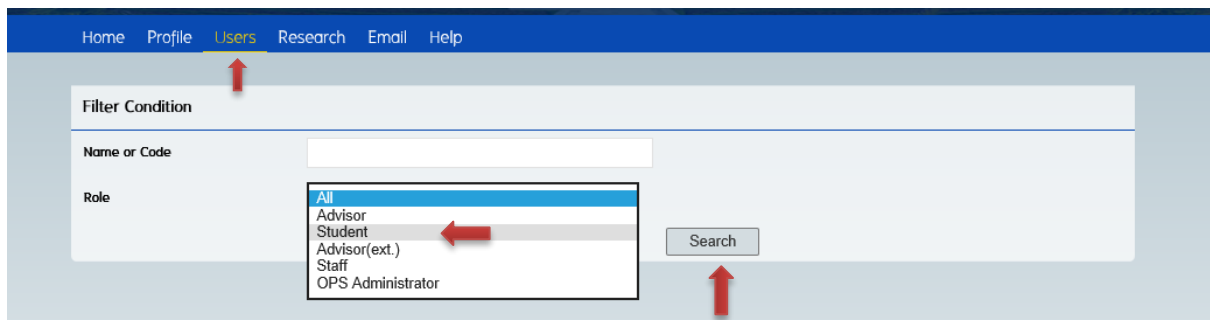 Home Profile Users Research Email Help
Filter Condition
Name or Code
Role
All
Advisor
Student
Advisor(ext.)
Staff
OPS Administrator
Search